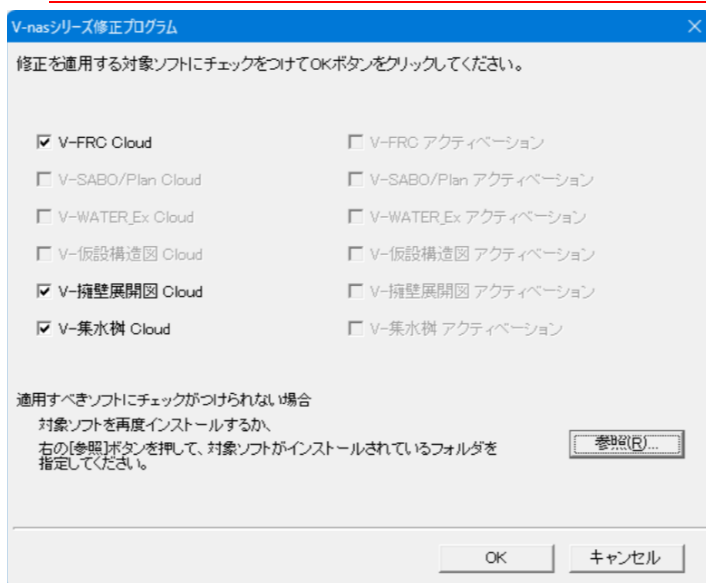 V-nasシリーズ修正プログラム
修正を適用する対象ソフトにチェックをつけてOKボタンをクリックしてください。
V-FRC Cloud
V-FRC アクティベーション
V-SABO/Plan Cloud
V-SABO/Plan アクティベーション
V-WATER_Ex Cloud
V-WATER_Ex アクティベーション
V-仮設構造図 Cloud
V-仮設構造図 アクティベーション
V-擁壁展開図 Cloud
V-擁壁展開図 アクティベーション
V-集水桝 Cloud
V-集水桝 アクティベーション
適用すべきソフトにチェックがつけられない場合
対象ソフトを再度インストールするか、
右の[参照]ボタンを押して、対象ソフトがインストールされているフォルダを
指定してください。
参照(R)...
OK
キャンセル